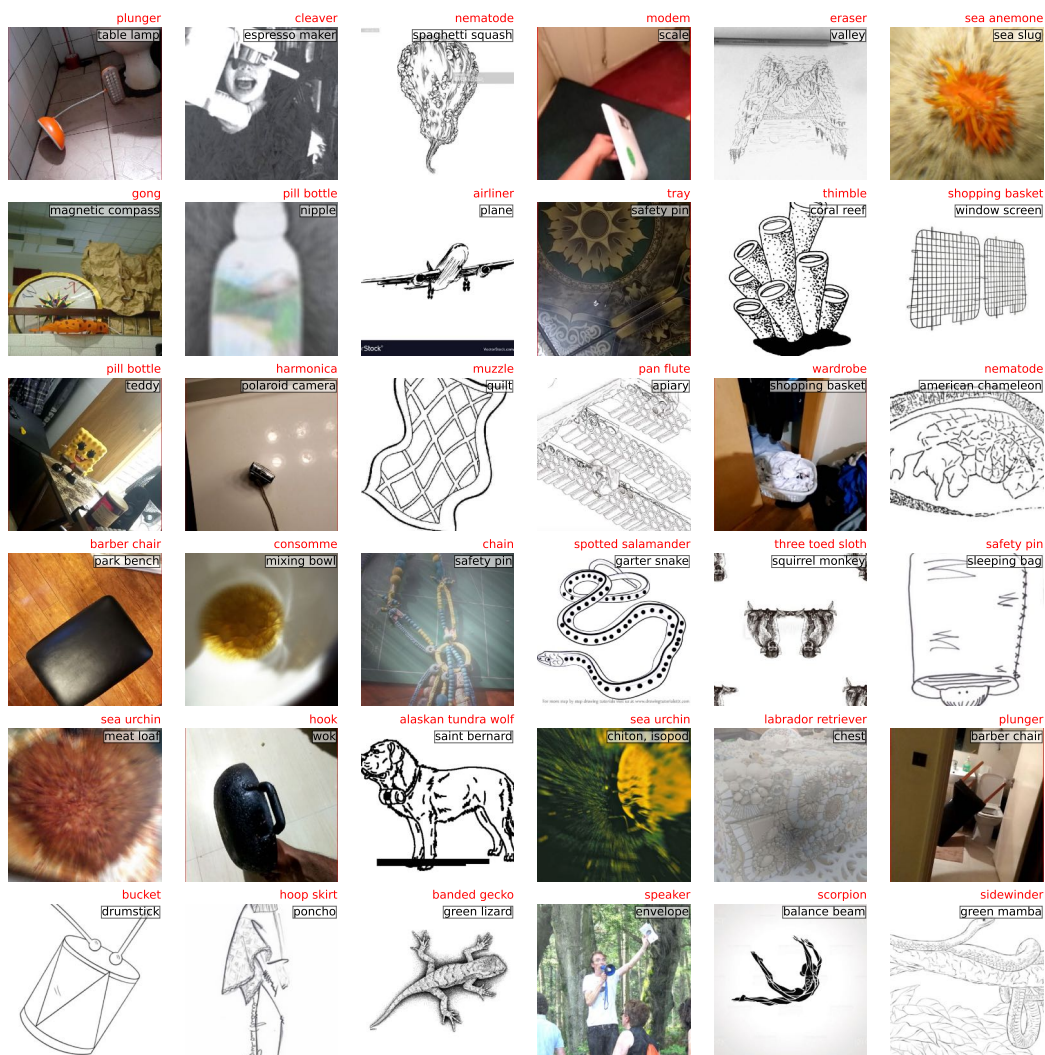 plunger
table lamp
cleaver
espresso maker
nematode
spaghetti squash
modem
scale
eraser
valley
sea anemone
sea slug
gong
magnetic compass
pill bottle
nipple
airliner
plane
rStock®
VectorStock.com
tray
safety pin
thimble
coral reef
shopping basket
window screen
pill bottle
teddy
harmonica
polaroid camera
muzzle
quilt
pan flute
apiary
wardrobe
shopping basket
nematode
american chameleon
barber chair
park bench
consomme
mixing bowl
chain
safety pin
spotted salamander
garter snake
three toed sloth
squirrel monkey
safety pin
sleeping bag
sea urchin
meat loaf
hook
wok
alaskan tundra wolf
saint bernard
sea urchin
chiton, isopod
labrador retriever
chest
plunger
barber chair
bucket
drumstick
hoop skirt
poncho
banded gecko
green lizard
speaker
envelope
scorpion
balance beam
sidewinder
green mamba